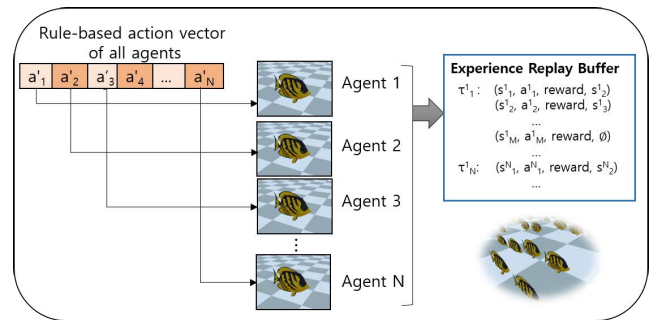 Rule-based action vector
of all agents
a'₁ a'₂ a'₃ a'₄ ... a'N
Agent 1
Agent 2
Agent 3
⋮
Agent N
Experience Replay Buffer
τ¹₁: (s¹₁, a¹₁, reward, s¹₂)
(s¹₂, a¹₂, reward, s¹₃)
...
(s¹M, a¹M, reward, ∅)
...
τ¹N: (sᴺ₁, aᴺ₁, reward, sᴺ₂)
...